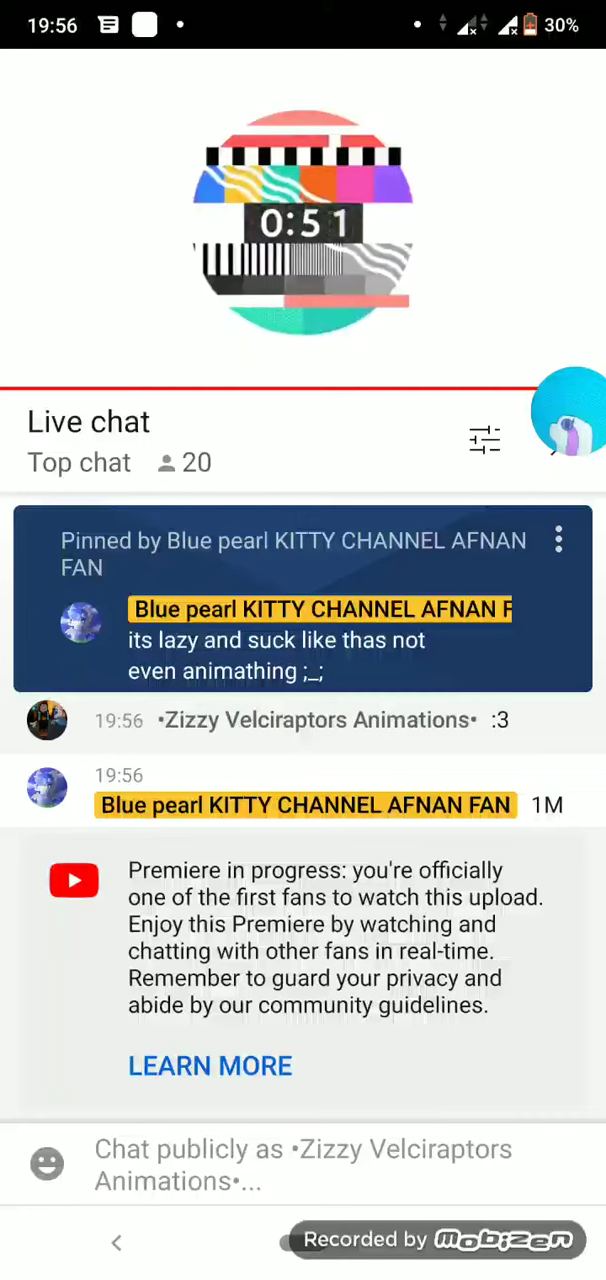 19:56
30%
0:51
Live chat
Top chat 20
Pinned by Blue pearl KITTY CHANNEL AFNAN
FAN
Blue pearl KITTY CHANNEL AFNAN F
its lazy and suck like thas not
even animathing ;_;
19:56 •Zizzy Velciraptors Animations• :3
19:56
Blue pearl KITTY CHANNEL AFNAN FAN 1M
Premiere in progress: you're officially
one of the first fans to watch this upload.
Enjoy this Premiere by watching and
chatting with other fans in real-time.
Remember to guard your privacy and
abide by our community guidelines.
LEARN MORE
Chat publicly as •Zizzy Velciraptors
Animations•...
Recorded by mobizen